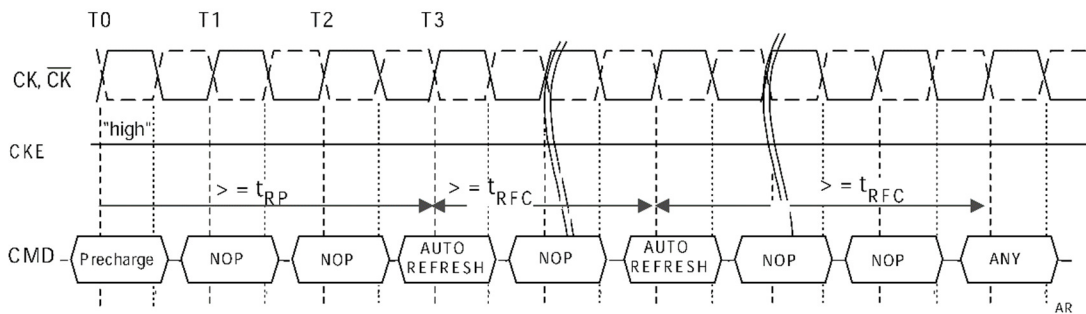 T0 T1 T2 T3
CK, CK
"high"
CKE
> = tRP > = tRFC > = tRFC
CMD Precharge NOP NOP AUTO REFRESH NOP AUTO REFRESH NOP NOP ANY
AR